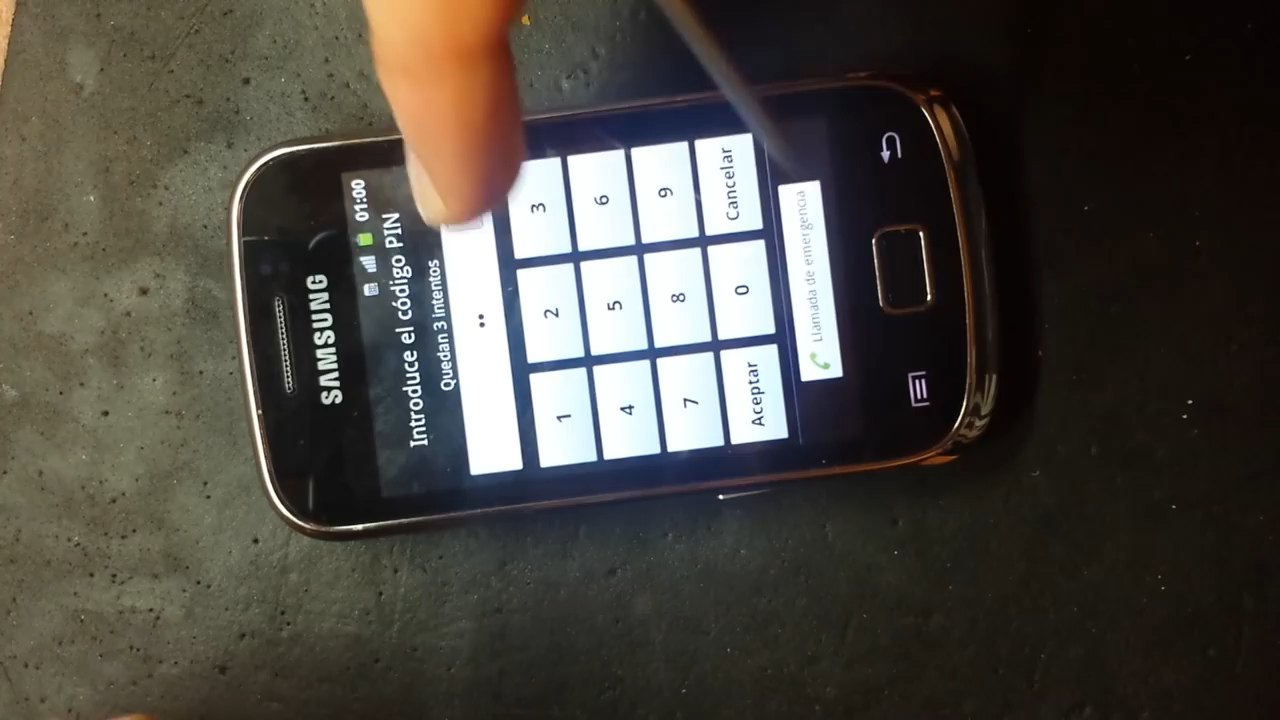 SAMSUNG
01:00
Introduce el código PIN
Quedan 3 intentos
••
1 2 3
4 5 6
7 8 9
Aceptar 0 Cancelar
Llamada de emergencia